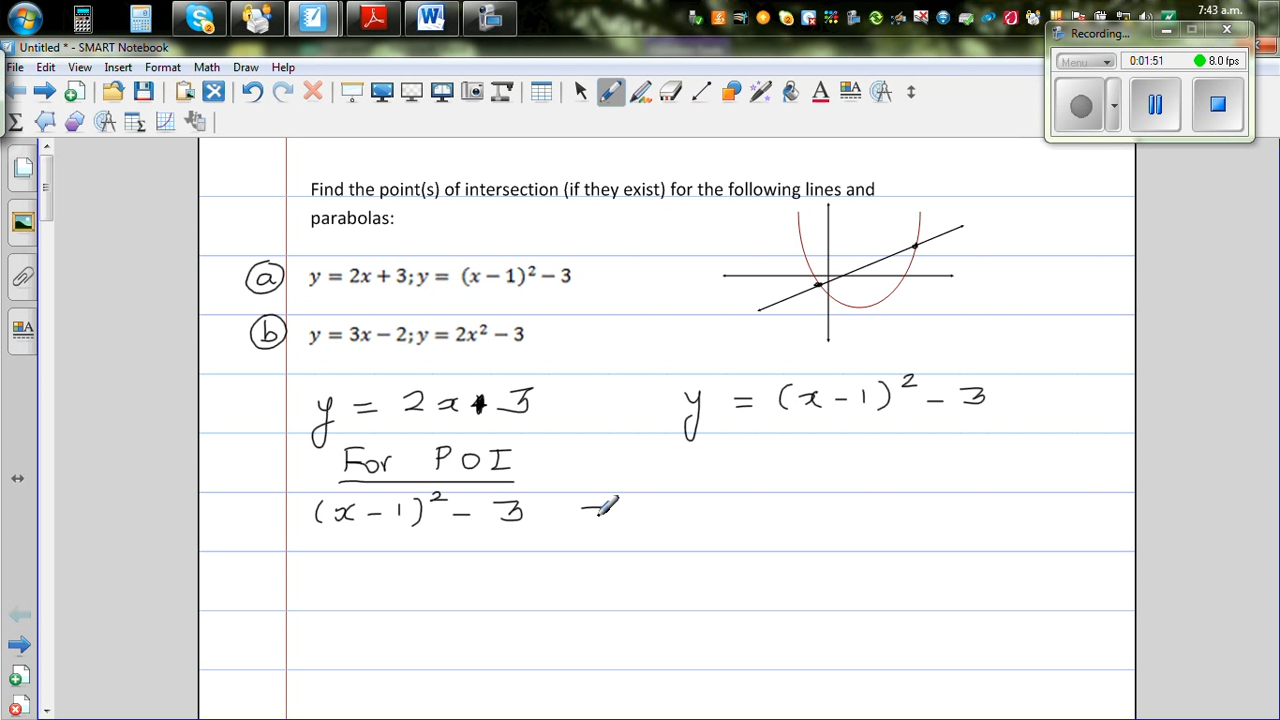 7:43 a.m.
Untitled * - SMART Notebook
Recording...
File Edit View Insert Format Math Draw Help
Menu 0:01:51 8.0 fps
Find the point(s) of intersection (if they exist) for the following lines and
parabolas:
a y = 2x + 3; y = (x − 1)² − 3
b y = 3x − 2; y = 2x² − 3
y = 2x + 3 y = (x - 1)² - 3
For POI
(x - 1)² - 3